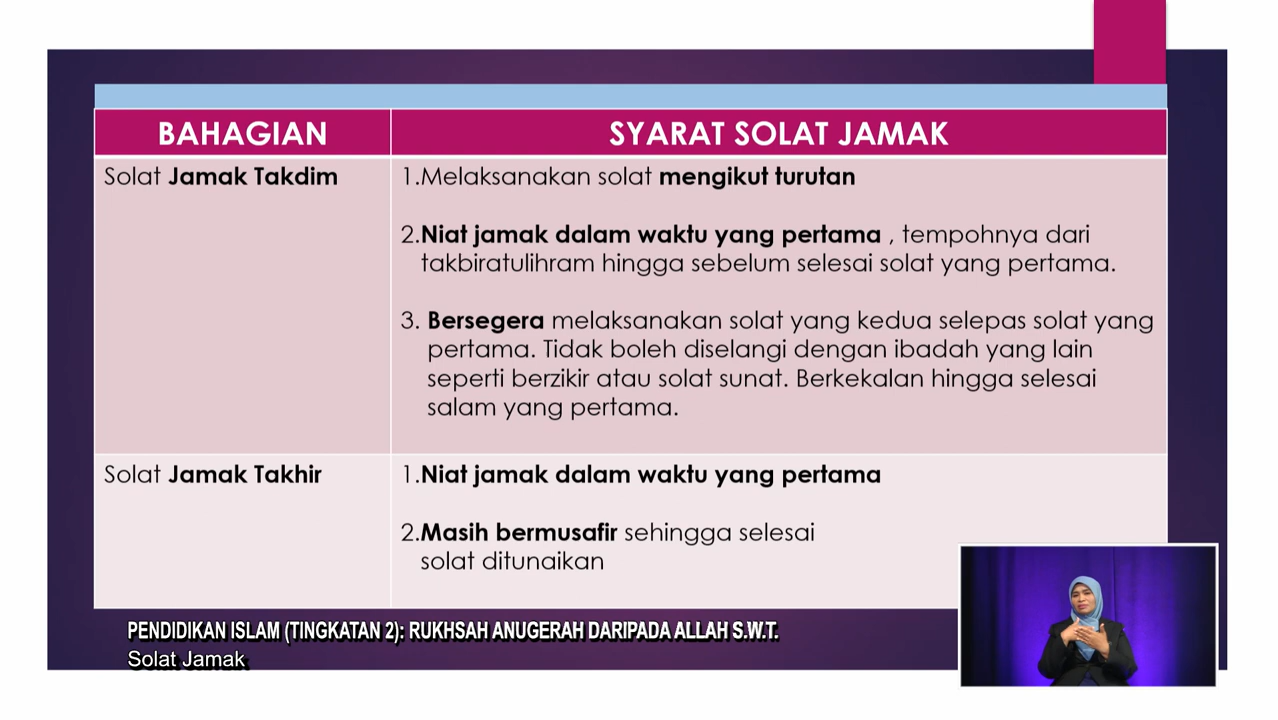 BAHAGIAN
SYARAT SOLAT JAMAK
Solat Jamak Takdim
1.Melaksanakan solat mengikut turutan
2.Niat jamak dalam waktu yang pertama , tempohnya dari
takbiratulihram hingga sebelum selesai solat yang pertama.
3. Bersegera melaksanakan solat yang kedua selepas solat yang
pertama. Tidak boleh diselangi dengan ibadah yang lain
seperti berzikir atau solat sunat. Berkekalan hingga selesai
salam yang pertama.
Solat Jamak Takhir
1.Niat jamak dalam waktu yang pertama
2.Masih bermusafir sehingga selesai
solat ditunaikan
PENDIDIKAN ISLAM (TINGKATAN 2): RUKHSAH ANUGERAH DARIPADA ALLAH S.W.T.
Solat Jamak